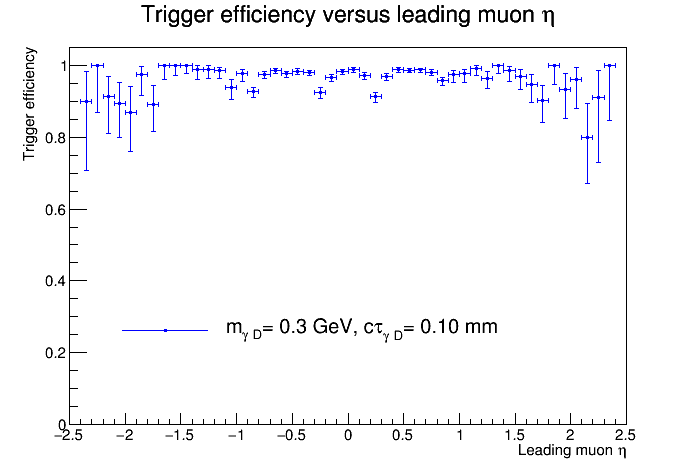 Trigger efficiency versus leading muon η
Trigger efficiency
1
0.8
0.6
0.4
0.2
0
m_γ D= 0.3 GeV, cτ_γ D= 0.10 mm
−2.5 −2 −1.5 −1 −0.5 0 0.5 1 1.5 2 2.5
Leading muon η